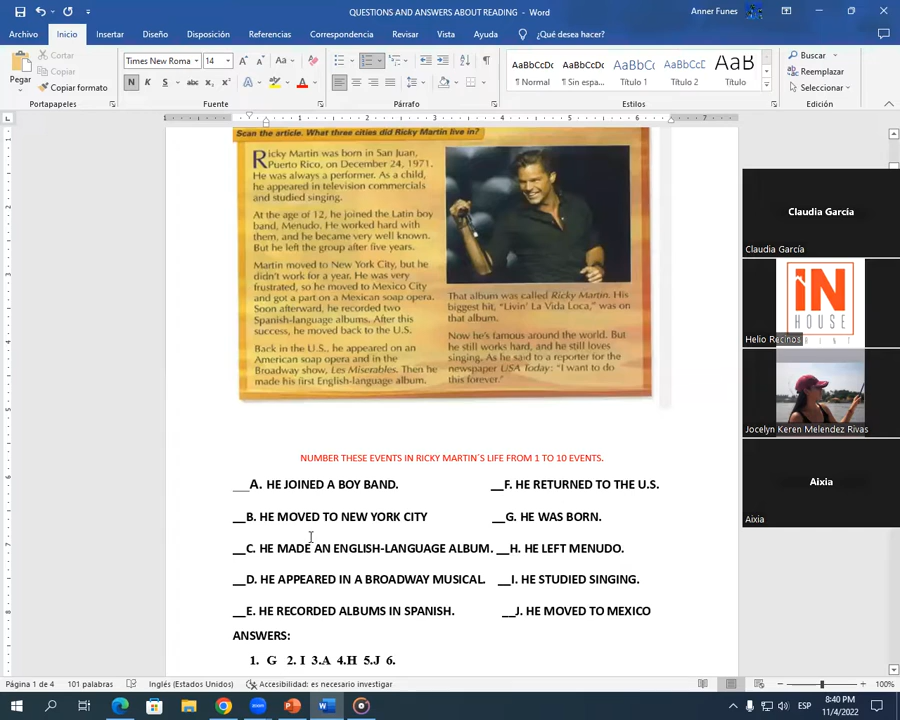 QUESTIONS AND ANSWERS ABOUT READING - Word
Anner Funes
Archivo Inicio Insertar Diseño Disposición Referencias Correspondencia Revisar Vista Ayuda ¿Qué desea hacer?
Pegar
Cortar
Copiar
Copiar formato
Portapapeles
Times New Roma 14
N K S abc x₂ x²
Fuente
Párrafo
AaBbCcDc AaBbCcDc AaBbC AaBbCcD AaB
¶ Normal ¶ Sin espa... Título 1 Título 2 Título
Estilos
Buscar
Reemplazar
Seleccionar
Edición
Scan the article. What three cities did Ricky Martin live in?
Ricky Martin was born in San Juan,
Puerto Rico, on December 24, 1971.
He was always a performer. As a child,
he appeared in television commercials
and studied singing.
At the age of 12, he joined the Latin boy
band, Menudo. He worked hard with
them, and he became very well known.
But he left the group after five years.
Martin moved to New York City, but he
didn't work for a year. He was very
frustrated, so he moved to Mexico City
and got a part on a Mexican soap opera.
Soon afterward, he recorded two
Spanish-language albums. After this
success, he moved back to the U.S.
Back in the U.S., he appeared on an
American soap opera and in the
Broadway show, Les Miserables. Then he
made his first English-language album.
That album was called Ricky Martin. His
biggest hit, "Livin' La Vida Loca," was on
that album.
Now he's famous around the world. But
he still works hard, and he still loves
singing. As he said to a reporter for the
newspaper USA Today: "I want to do
this forever."
NUMBER THESE EVENTS IN RICKY MARTIN´S LIFE FROM 1 TO 10 EVENTS.
___A. HE JOINED A BOY BAND. __F. HE RETURNED TO THE U.S.
__B. HE MOVED TO NEW YORK CITY __G. HE WAS BORN.
__C. HE MADE AN ENGLISH-LANGUAGE ALBUM. __H. HE LEFT MENUDO.
__D. HE APPEARED IN A BROADWAY MUSICAL. __I. HE STUDIED SINGING.
__E. HE RECORDED ALBUMS IN SPANISH. __J. HE MOVED TO MEXICO
ANSWERS:
1. G 2. I 3.A 4.H 5.J 6.
Claudia García
Claudia García
iN
HOUSE
PRINT
Helio Recinos
Jocelyn Keren Melendez Rivas
Aixia
Aixia
Página 1 de 4 101 palabras Inglés (Estados Unidos) Accesibilidad: es necesario investigar 100%
ESP
8:40 PM
11/4/2022